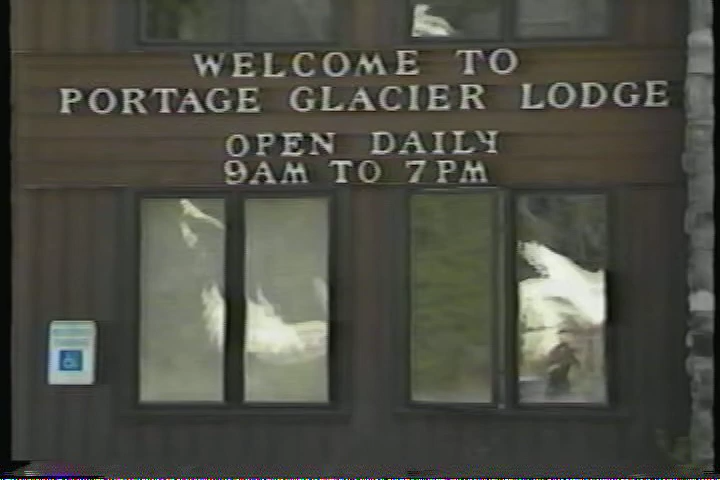 WELCOME TO
PORTAGE GLACIER LODGE
OPEN DAILY
9AM TO 7PM